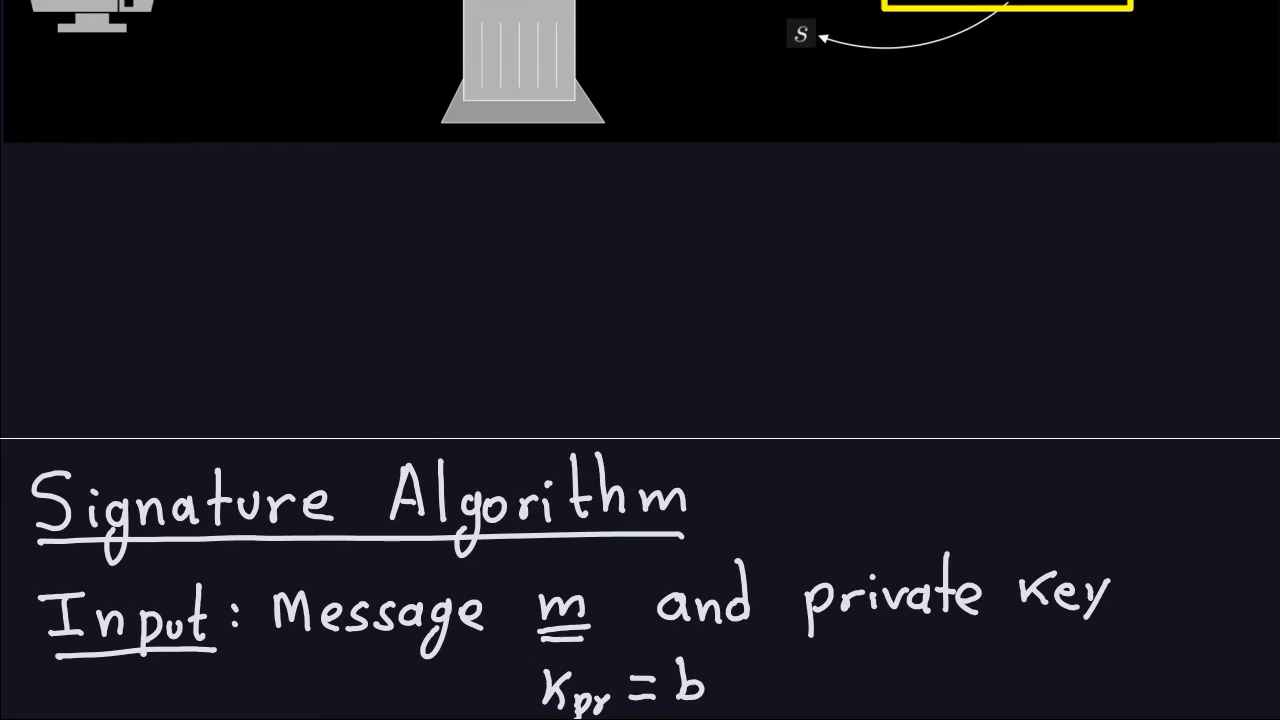 s
Signature Algorithm
Input: Message m and private key
Kpr = b